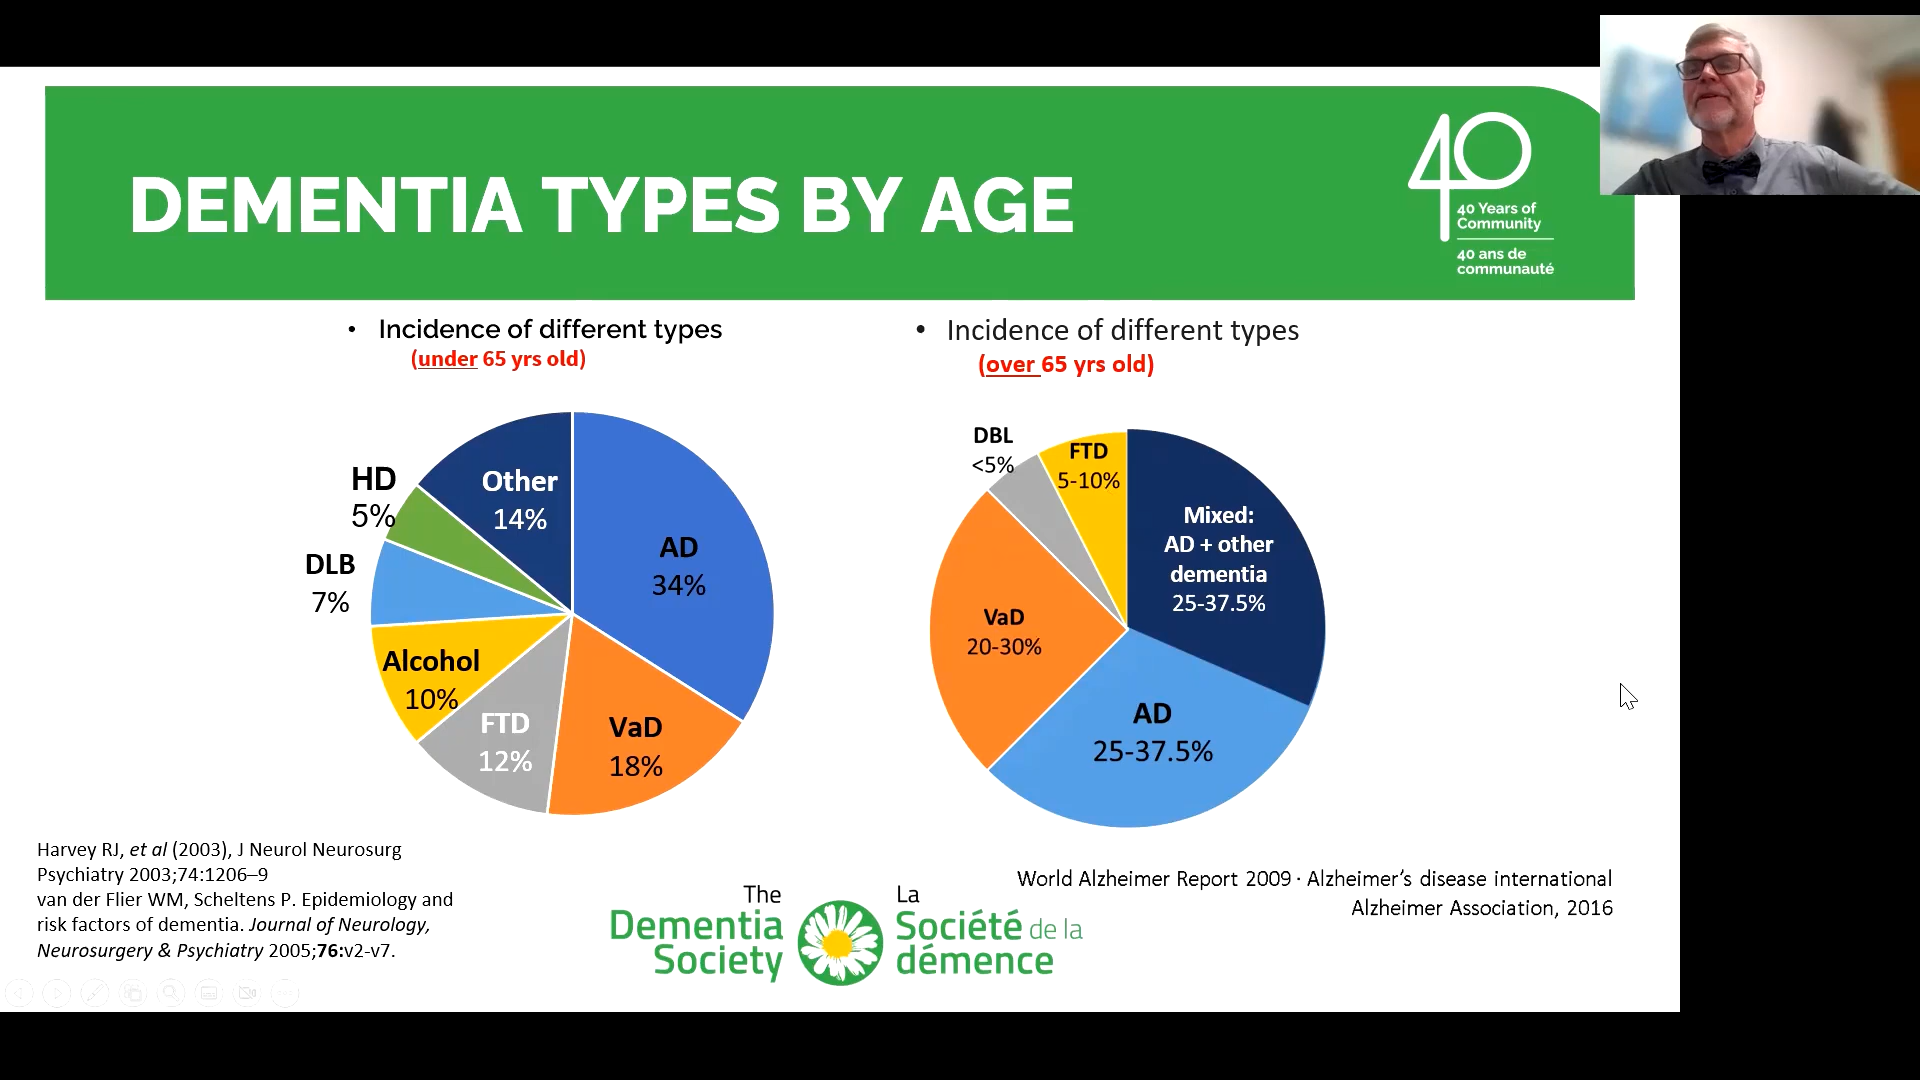 DEMENTIA TYPES BY AGE
40
40 Years of
Community
40 ans de
communauté
• Incidence of different types
(under 65 yrs old)
Other
14%
HD
5%
AD
34%
DLB
7%
Alcohol
10%
FTD
12%
VaD
18%
• Incidence of different types
(over 65 yrs old)
DBL
<5%
FTD
5-10%
Mixed:
AD + other
dementia
25-37.5%
VaD
20-30%
AD
25-37.5%
Harvey RJ, et al (2003), J Neurol Neurosurg
Psychiatry 2003;74:1206–9
van der Flier WM, Scheltens P. Epidemiology and
risk factors of dementia. Journal of Neurology,
Neurosurgery & Psychiatry 2005;76:v2-v7.
The
Dementia
Society
La
Société de la
démence
World Alzheimer Report 2009 · Alzheimer’s disease international
Alzheimer Association, 2016